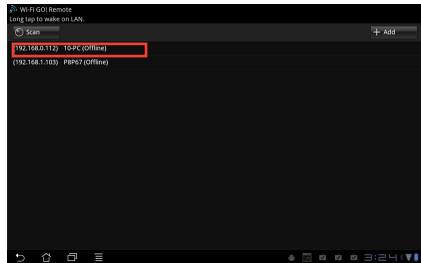 Wi-Fi GO! Remote
Long tap to wake on LAN.
Scan
+ Add
(192.168.0.112) 10-PC (Offline)
(192.168.1.103) P8P67 (Offline)
3:24